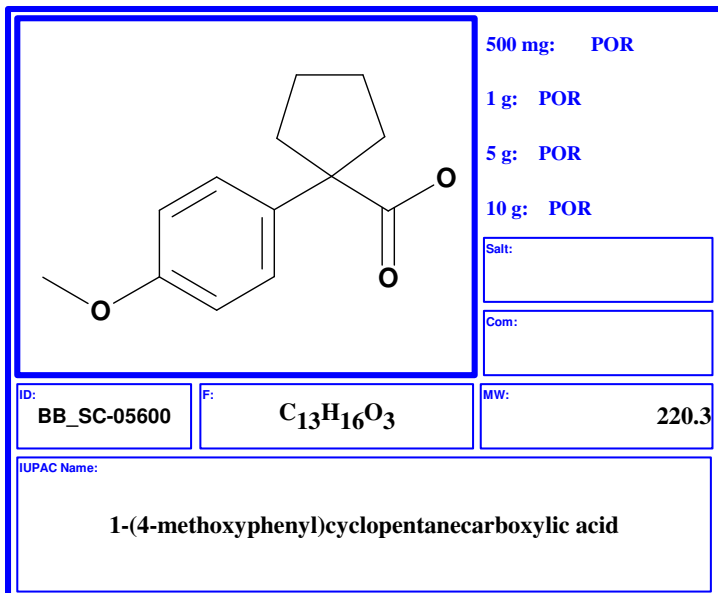 500 mg: POR
1 g: POR
5 g: POR
10 g: POR
O
O
O
Salt:
Com:
ID:
BB_SC-05600
F:
C13H16O3
MW:
220.3
IUPAC Name:
1-(4-methoxyphenyl)cyclopentanecarboxylic acid